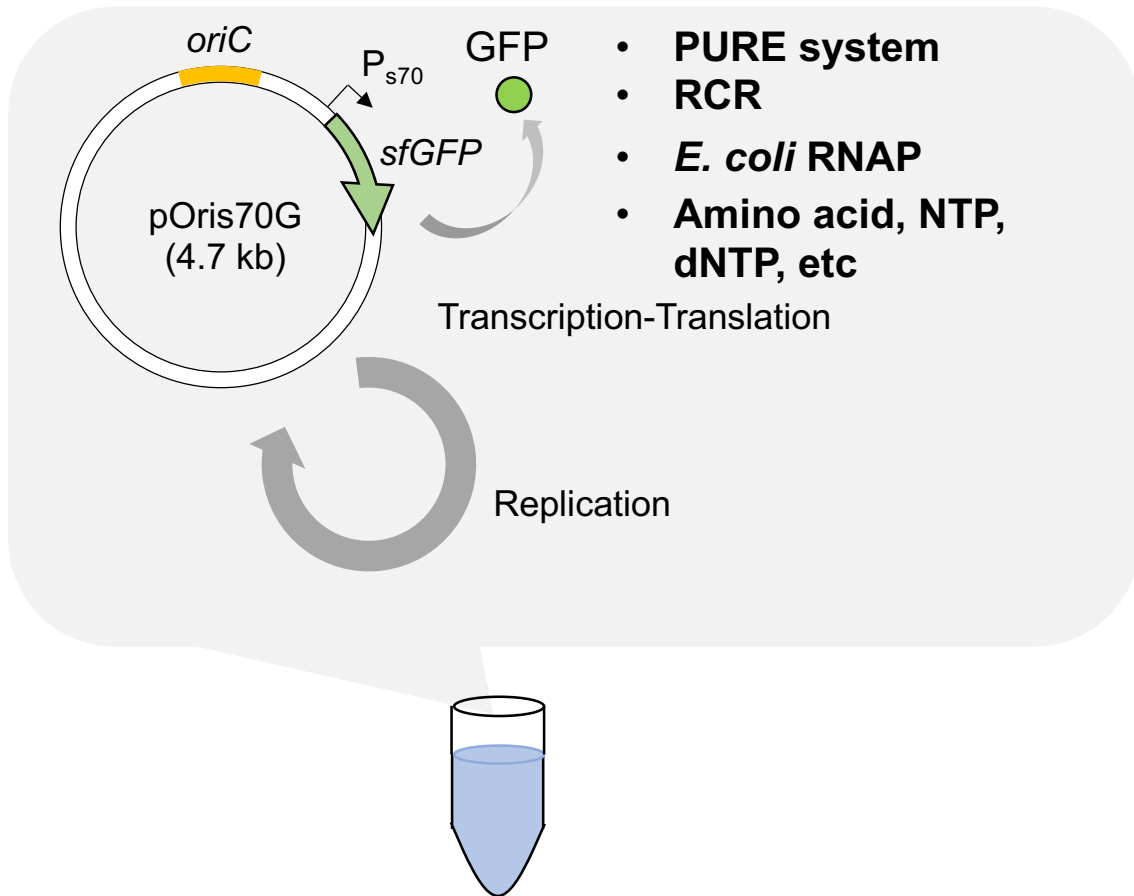 oriC
P s70
GFP
sfGFP
pOris70G
(4.7 kb)
• PURE system
• RCR
• E. coli RNAP
• Amino acid, NTP,
dNTP, etc
Transcription-Translation
Replication